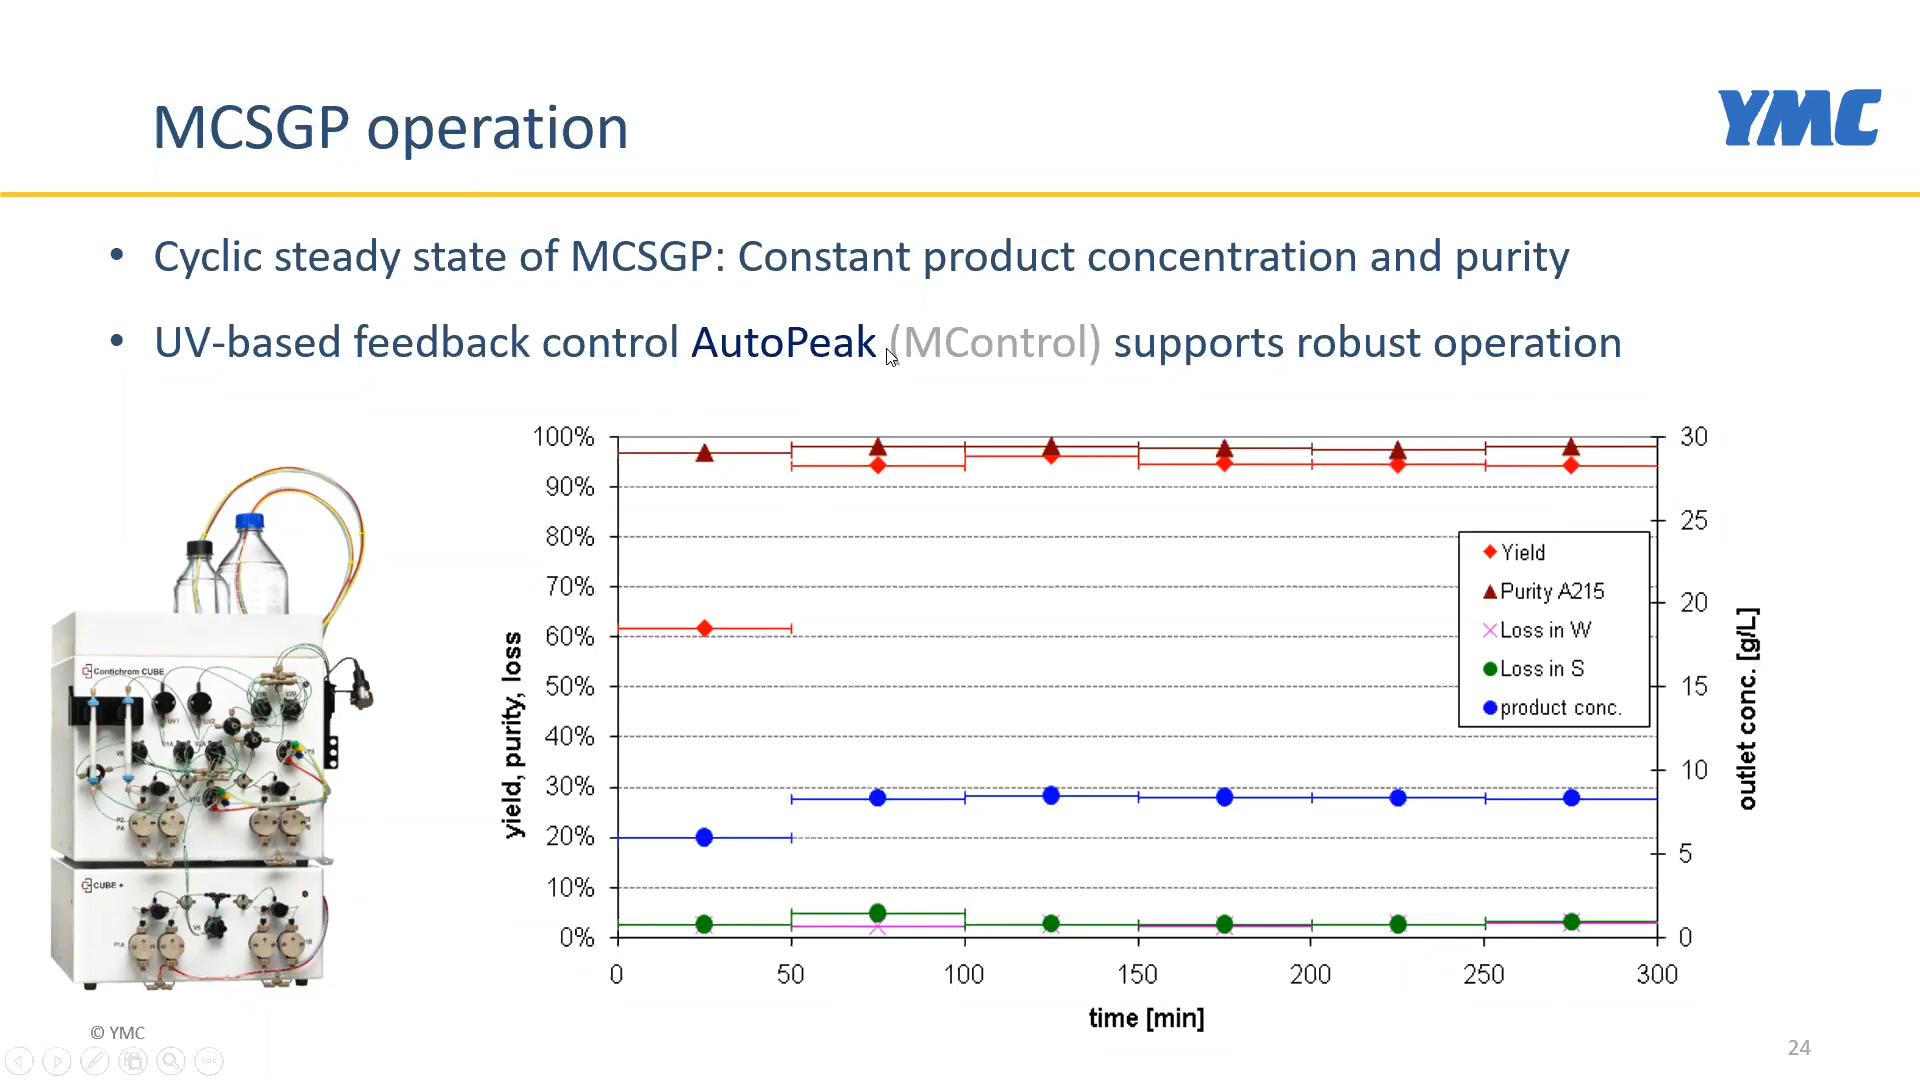 MCSGP operation
YMC
• Cyclic steady state of MCSGP: Constant product concentration and purity
• UV-based feedback control AutoPeak (MControl) supports robust operation
100%
90%
80%
70%
60%
50%
40%
30%
20%
10%
0%
yield, purity, loss
30
25
20
15
10
5
0
outlet conc. [g/L]
Yield
Purity A215
Loss in W
Loss in S
product conc.
0 50 100 150 200 250 300
time [min]
Contichrom CUBE
UV1
UV2
CUBE +
P1A
© YMC
24